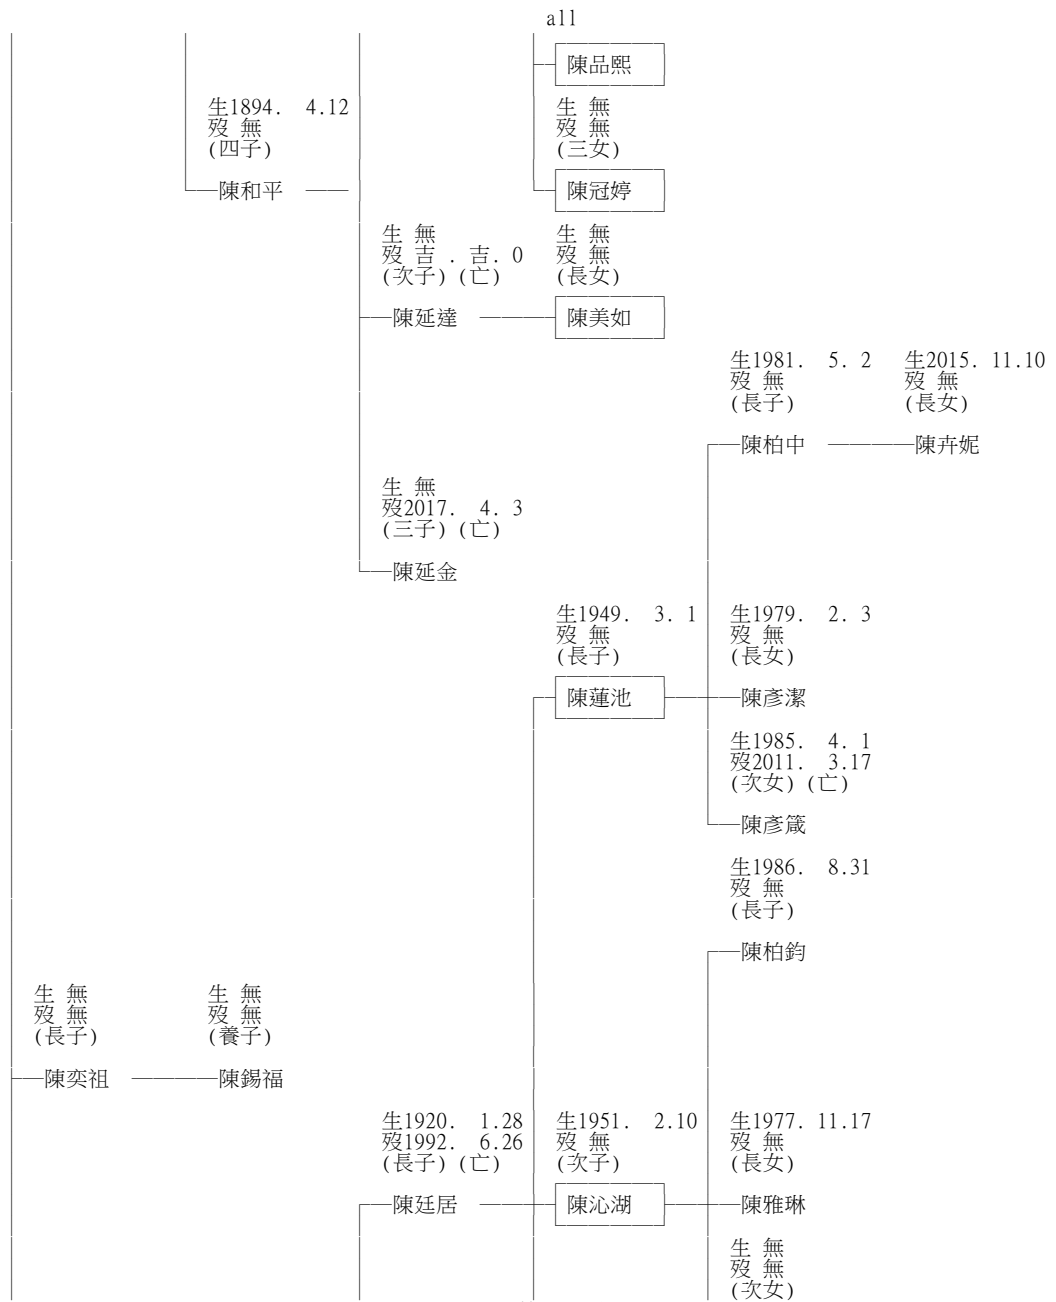 all
陳品熙
生1894. 4.12 生 無
歿 無 歿 無
(四子) (三女)
陳和平 陳冠婷
生 無 生 無
歿 吉 . 吉. 0 歿 無
(次子)(亡) (長女)
陳延達 陳美如
生1981. 5. 2 生2015. 11.10
歿 無 歿 無
(長子) (長女)
陳柏中 陳卉妮
生 無
歿2017. 4. 3
(三子)(亡)
陳延金
生1949. 3. 1 生1979. 2. 3
歿 無 歿 無
(長子) (長女)
陳蓮池 陳彥潔
生1985. 4. 1
歿2011. 3.17
(次女)(亡)
陳彥箴
生1986. 8.31
歿 無
(長子)
陳柏鈞
生 無 生 無
歿 無 歿 無
(長子) (養子)
陳奕祖 陳錫福
生1920. 1.28 生1951. 2.10 生1977. 11.17
歿1992. 6.26 歿 無 歿 無
(長子)(亡) (次子) (長女)
陳廷居 陳沁湖 陳雅琳
生 無
歿 無
(次女)